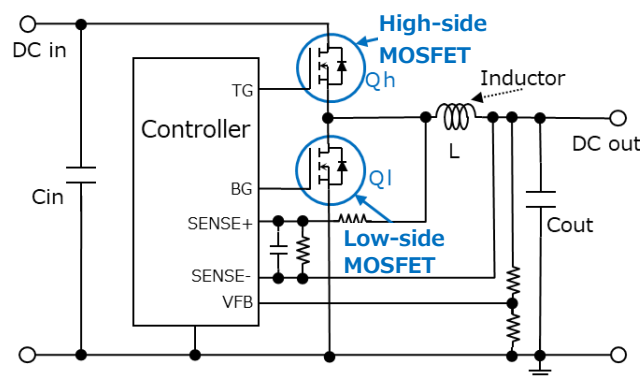 DC in
High-side
MOSFET
Qh
Inductor
TG
Controller
L
DC out
BG
Ql
Cin
SENSE+
Cout
Low-side
MOSFET
SENSE-
VFB